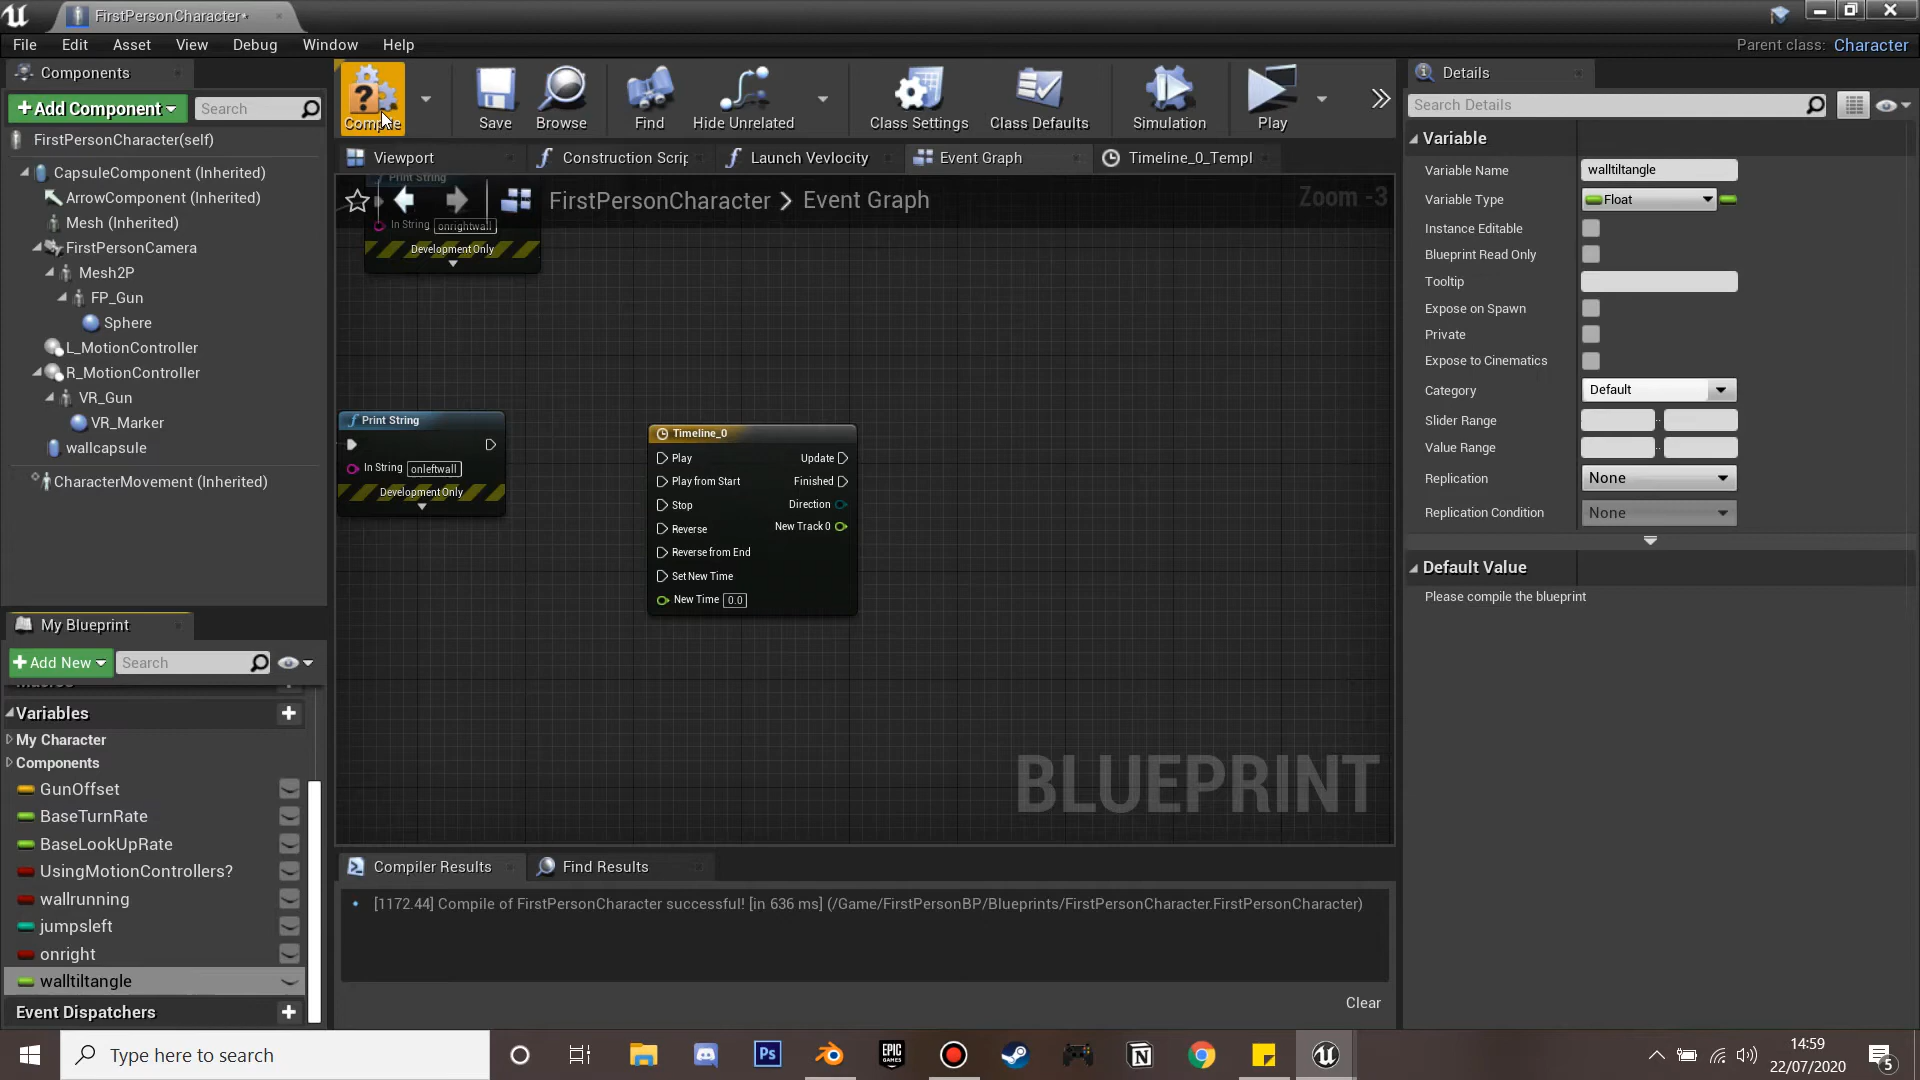 FirstPersonCharacter*
File Edit Asset View Debug Window Help
Parent class: Character
Components
+Add Component
Search
FirstPersonCharacter(self)
CapsuleComponent (Inherited)
ArrowComponent (Inherited)
Mesh (Inherited)
FirstPersonCamera
Mesh2P
FP_Gun
Sphere
L_MotionController
R_MotionController
VR_Gun
VR_Marker
wallcapsule
CharacterMovement (Inherited)
My Blueprint
+Add New
Search
Variables
My Character
Components
GunOffset
BaseTurnRate
BaseLookUpRate
UsingMotionControllers?
wallrunning
jumpsleft
onright
walltiltangle
Event Dispatchers
Compile
Save
Browse
Find
Hide Unrelated
Class Settings
Class Defaults
Simulation
Play
Viewport
Construction Scrip
Launch Vevlocity
Event Graph
Timeline_0_Templ
FirstPersonCharacter > Event Graph
Zoom -3
Print String
In String onrightwall
Development Only
Print String
In String onleftwall
Development Only
Timeline_0
Play Update
Play from Start Finished
Stop Direction
Reverse New Track 0
Reverse from End
Set New Time
New Time 0.0
BLUEPRINT
Compiler Results
Find Results
[1172.44] Compile of FirstPersonCharacter successful! [in 636 ms] (/Game/FirstPersonBP/Blueprints/FirstPersonCharacter.FirstPersonCharacter)
Clear
Details
Search Details
Variable
Variable Name walltiltangle
Variable Type Float
Instance Editable
Blueprint Read Only
Tooltip
Expose on Spawn
Private
Expose to Cinematics
Category Default
Slider Range
Value Range
Replication None
Replication Condition None
Default Value
Please compile the blueprint
Type here to search
Ps
EPIC GAMES
14:59
22/07/2020
5